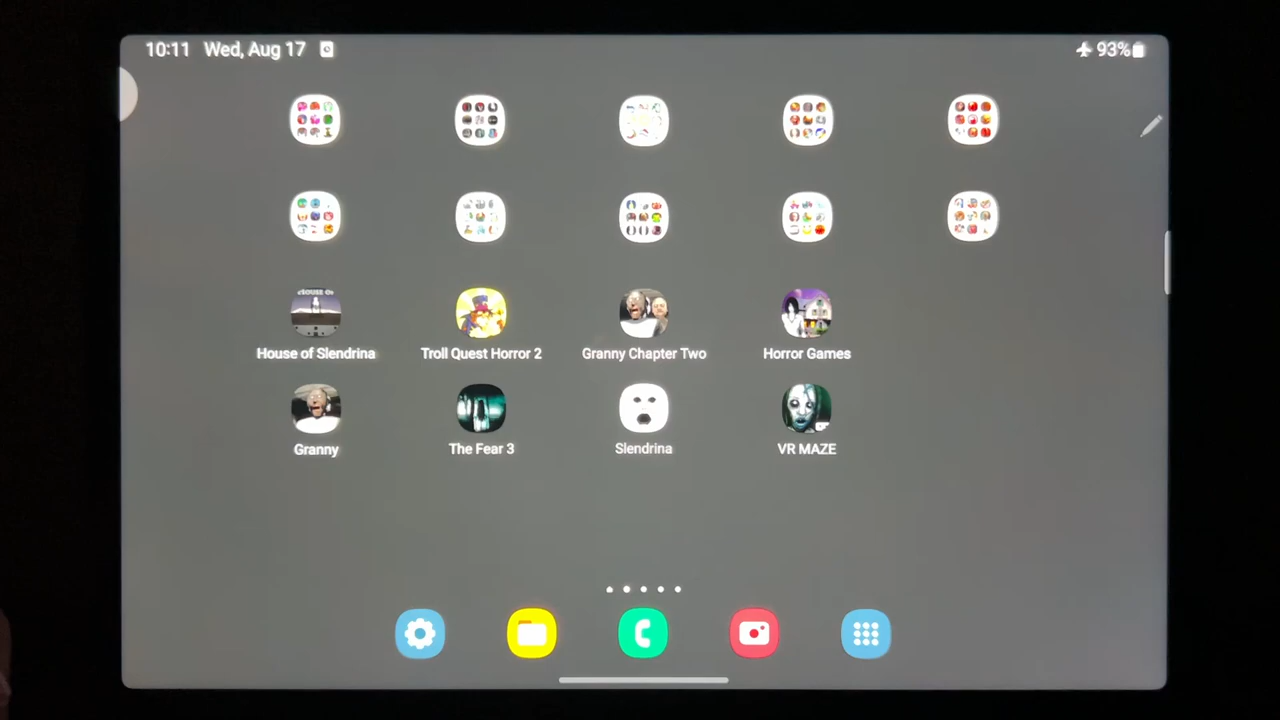 10:11 Wed, Aug 17 93%
House of Slendrina Troll Quest Horror 2 Granny Chapter Two Horror Games
Granny The Fear 3 Slendrina VR MAZE